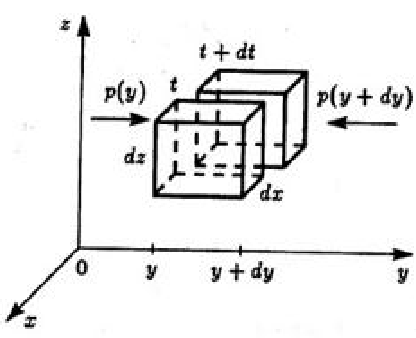 z
t + dt
t
p(y)
p(y + dy)
dz
dx
0
y
y + dy
y
x